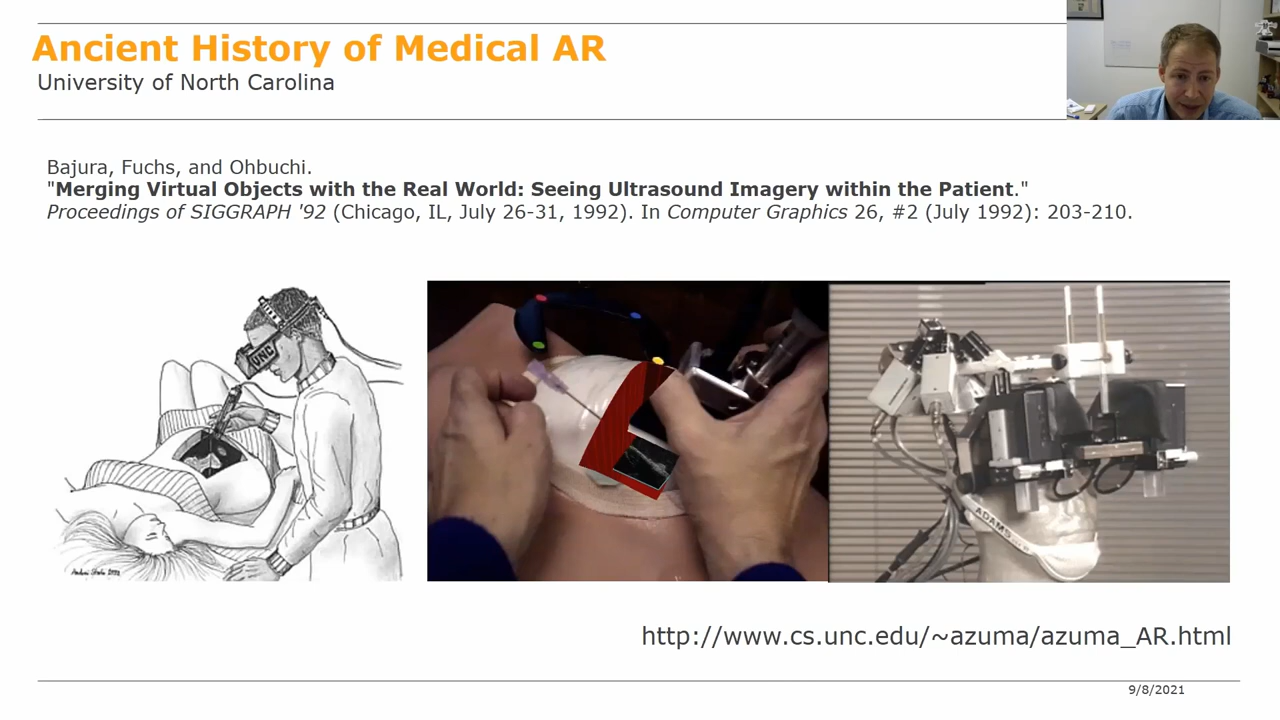 Ancient History of Medical AR
University of North Carolina
Bajura, Fuchs, and Ohbuchi.
"Merging Virtual Objects with the Real World: Seeing Ultrasound Imagery within the Patient."
Proceedings of SIGGRAPH '92 (Chicago, IL, July 26-31, 1992). In Computer Graphics 26, #2 (July 1992): 203-210.
UNC
ADAMS
http://www.cs.unc.edu/~azuma/azuma_AR.html
9/8/2021